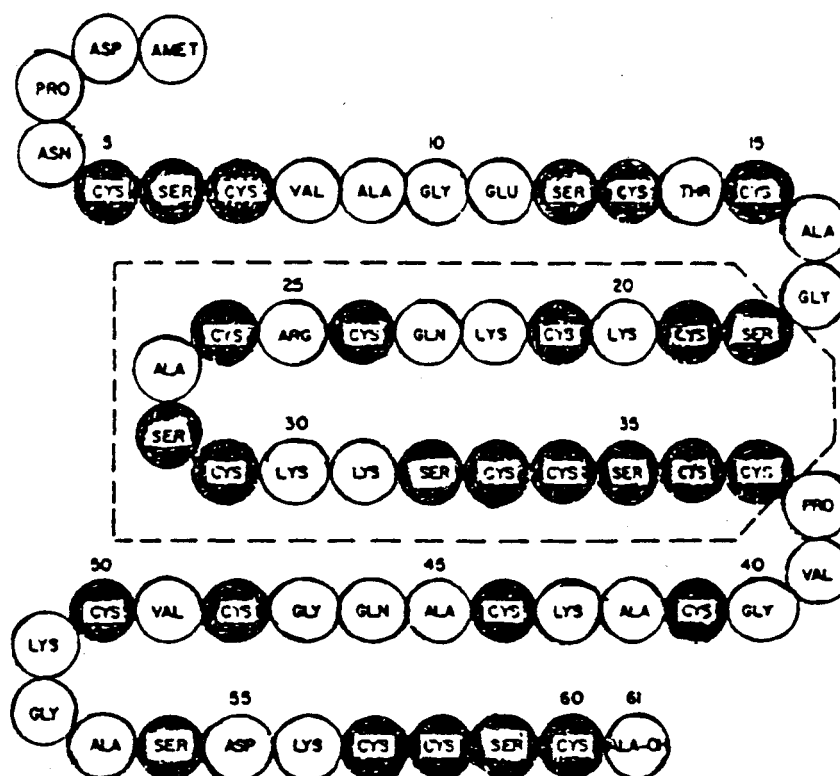 ASP AMET
PRO
ASN
5 10 15
CYS SER CYS VAL ALA GLY GLU SER CYS THR CYS
ALA
GLY
25 20
CYS ARG CYS GLN LYS CYS LYS CYS SER
ALA
SER
30 35
CYS LYS LYS SER CYS CYS SER CYS CYS
PRO
VAL
50 45 40
CYS VAL CYS GLY GLN ALA CYS LYS ALA CYS GLY
LYS
GLY
55 60 61
ALA SER ASP LYS CYS CYS SER CYS ALA-OH